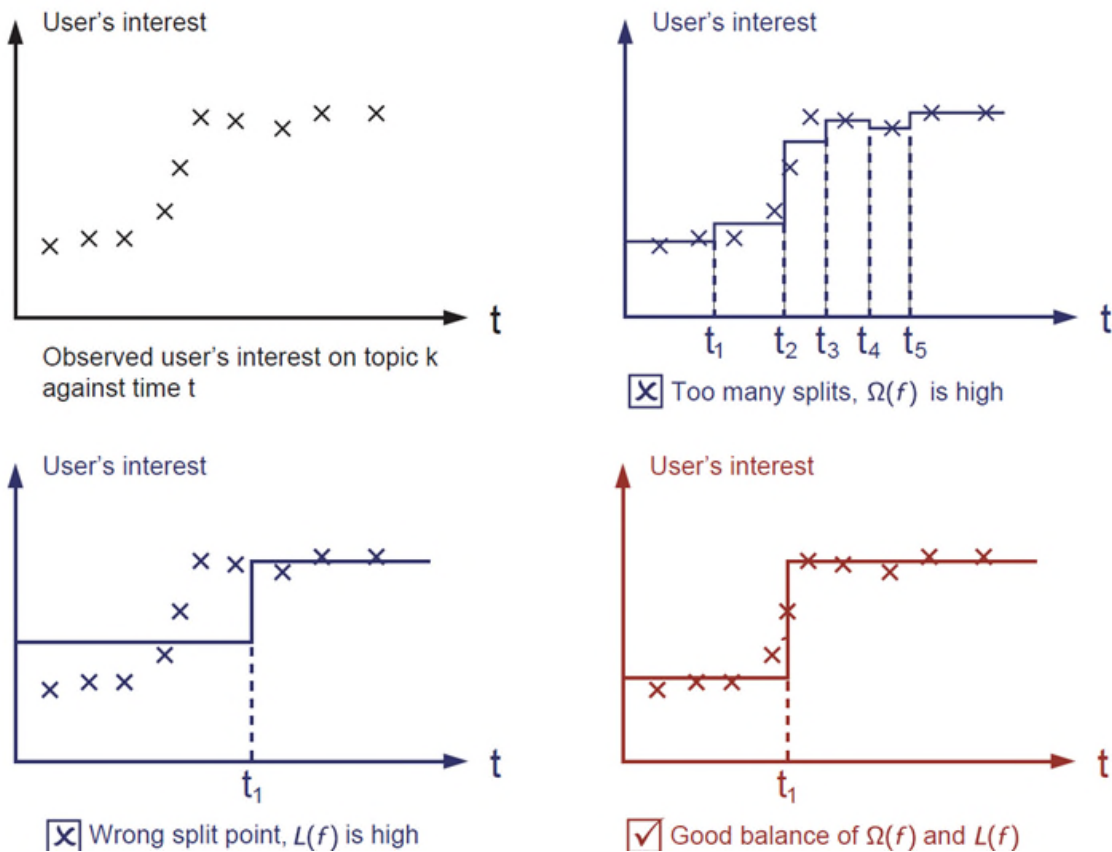 User's interest
t
Observed user's interest on topic k
against time t
User's interest
t
t₁ t₂ t₃ t₄ t₅
Too many splits, Ω(f) is high
User's interest
t
t₁
Wrong split point, L(f) is high
User's interest
t
t₁
Good balance of Ω(f) and L(f)